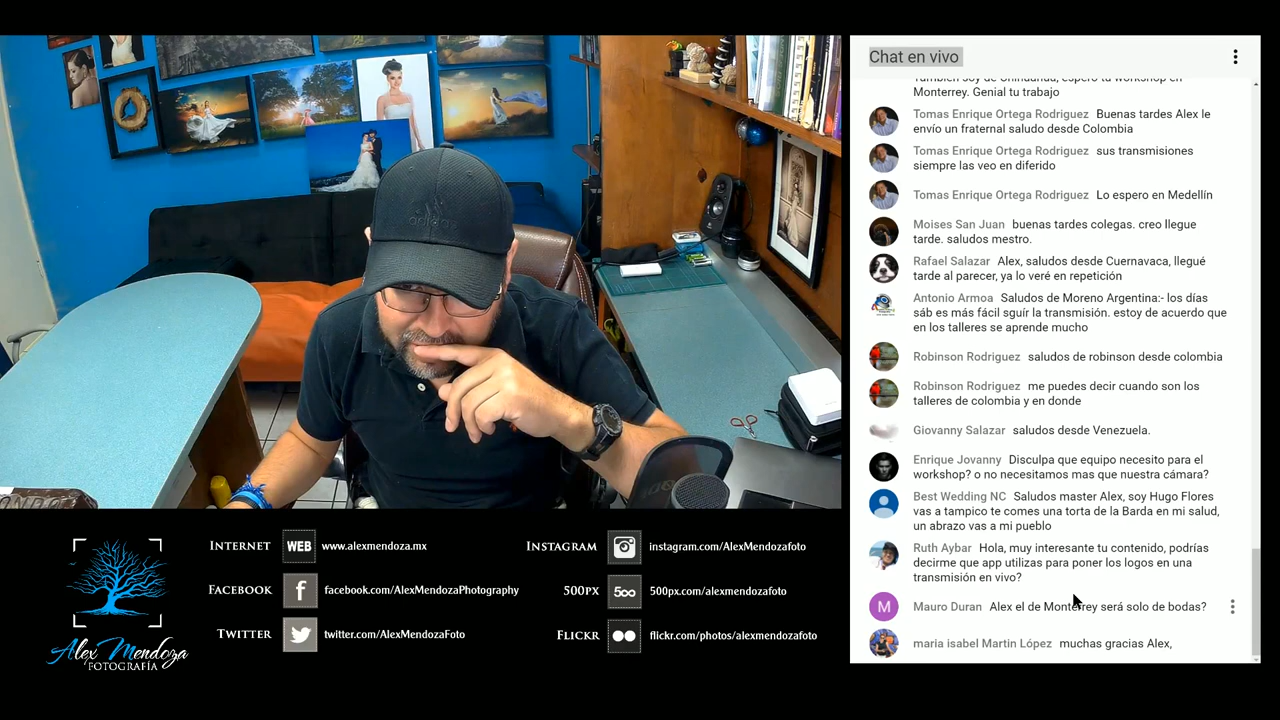 Chat en vivo
Monterrey. Genial tu trabajo
Tomas Enrique Ortega Rodriguez Buenas tardes Alex le
envío un fraternal saludo desde Colombia
Tomas Enrique Ortega Rodriguez sus transmisiones
siempre las veo en diferido
Tomas Enrique Ortega Rodriguez Lo espero en Medellín
Moises San Juan buenas tardes colegas. creo llegue
tarde. saludos mestro.
Rafael Salazar Alex, saludos desde Cuernavaca, llegué
tarde al parecer, ya lo veré en repetición
Antonio Armoa Saludos de Moreno Argentina:- los días
sáb es más fácil sguír la transmisión. estoy de acuerdo que
en los talleres se aprende mucho
Robinson Rodriguez saludos de robinson desde colombia
Robinson Rodriguez me puedes decir cuando son los
talleres de colombia y en donde
Giovanny Salazar saludos desde Venezuela.
Enrique Jovanny Disculpa que equipo necesito para el
workshop? o no necesitamos mas que nuestra cámara?
Best Wedding NC Saludos master Alex, soy Hugo Flores
vas a tampico te comes una torta de la Barda en mi salud,
un abrazo vas a mi pueblo
Ruth Aybar Hola, muy interesante tu contenido, podrías
decirme que app utilizas para poner los logos en una
transmisión en vivo?
M Mauro Duran Alex el de Monterrey será solo de bodas?
maria isabel Martin López muchas gracias Alex,
adidas
Alex Mendoza
FOTOGRAFÍA
INTERNET WEB www.alexmendoza.mx
FACEBOOK f facebook.com/AlexMendozaPhotography
TWITTER twitter.com/AlexMendozaFoto
INSTAGRAM instagram.com/AlexMendozafoto
500PX 500 500px.com/alexmendozafoto
FLICKR flickr.com/photos/alexmendozafoto